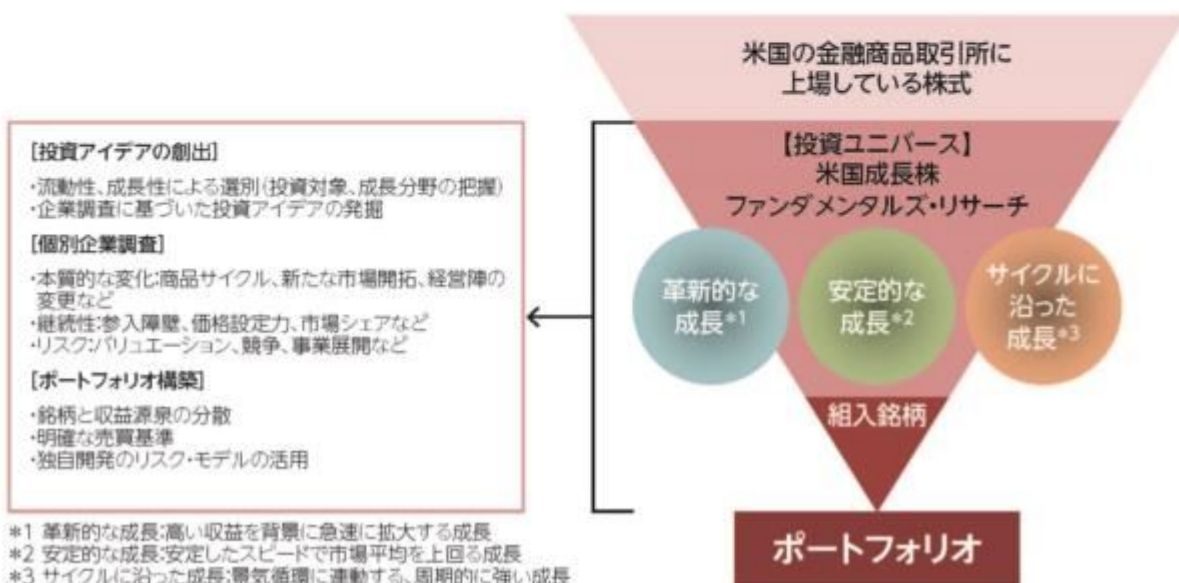 米国の金融商品取引所に
上場している株式
【投資ユニバース】
米国成長株
ファンダメンタルズ・リサーチ
革新的な
成長*1
安定的な
成長*2
サイクルに
沿った
成長*3
組入銘柄
ポートフォリオ
[投資アイデアの創出]
・流動性、成長性による選別(投資対象、成長分野の把握)
・企業調査に基づいた投資アイデアの発掘
[個別企業調査]
・本質的な変化:商品サイクル、新たな市場開拓、経営陣の
変更など
・継続性:参入障壁、価格設定力、市場シェアなど
・リスク:バリュエーション、競争、事業展開など
[ポートフォリオ構築]
・銘柄と収益源泉の分散
・明確な売買基準
・独自開発のリスク・モデルの活用
*1 革新的な成長:高い収益を背景に急速に拡大する成長
*2 安定的な成長:安定したスピードで市場平均を上回る成長
*3 サイクルに沿った成長:景気循環に連動する、周期的に強い成長